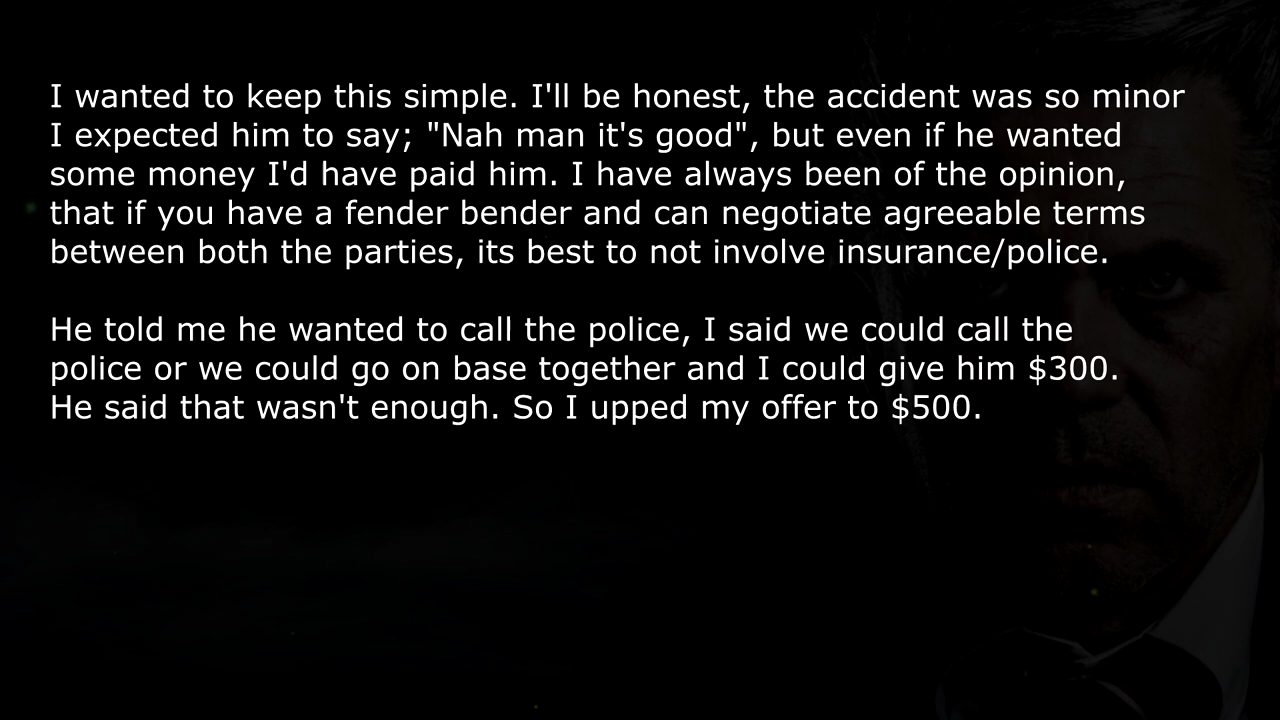 I wanted to keep this simple. I'll be honest, the accident was so minor
I expected him to say; "Nah man it's good", but even if he wanted
some money I'd have paid him. I have always been of the opinion,
that if you have a fender bender and can negotiate agreeable terms
between both the parties, its best to not involve insurance/police.
He told me he wanted to call the police, I said we could call the
police or we could go on base together and I could give him $300.
He said that wasn't enough. So I upped my offer to $500.